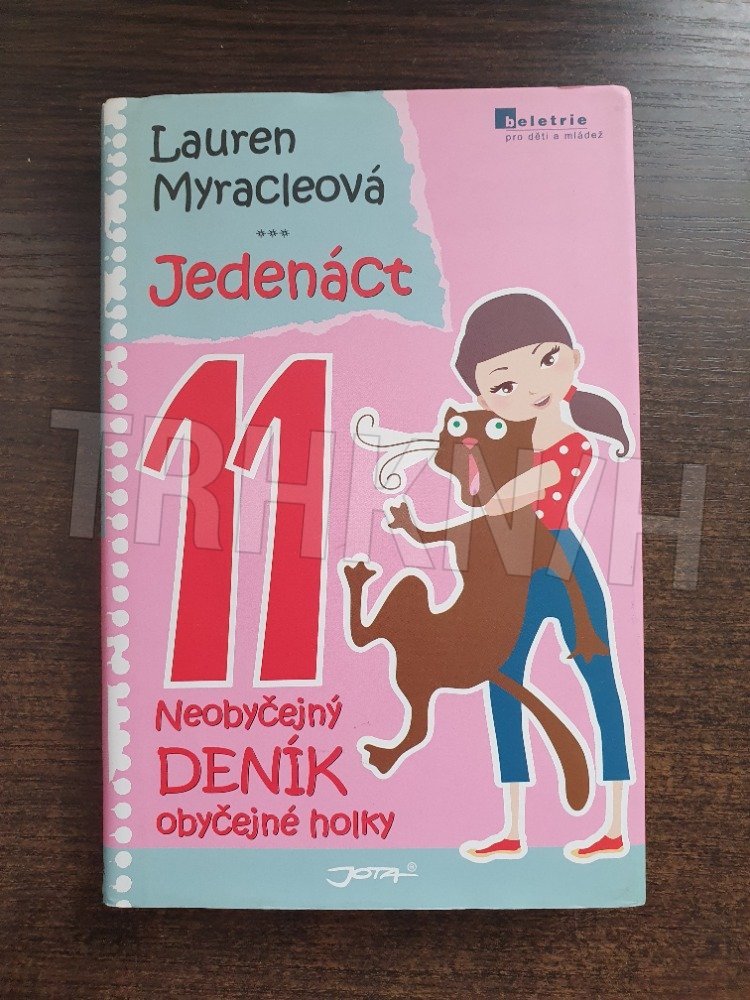 Lauren
Myracleová
***
Jedenáct
beletrie
pro děti a mládež
11
Neobyčejný
DENÍK
obyčejné holky
JOTA®
TRHKNIH